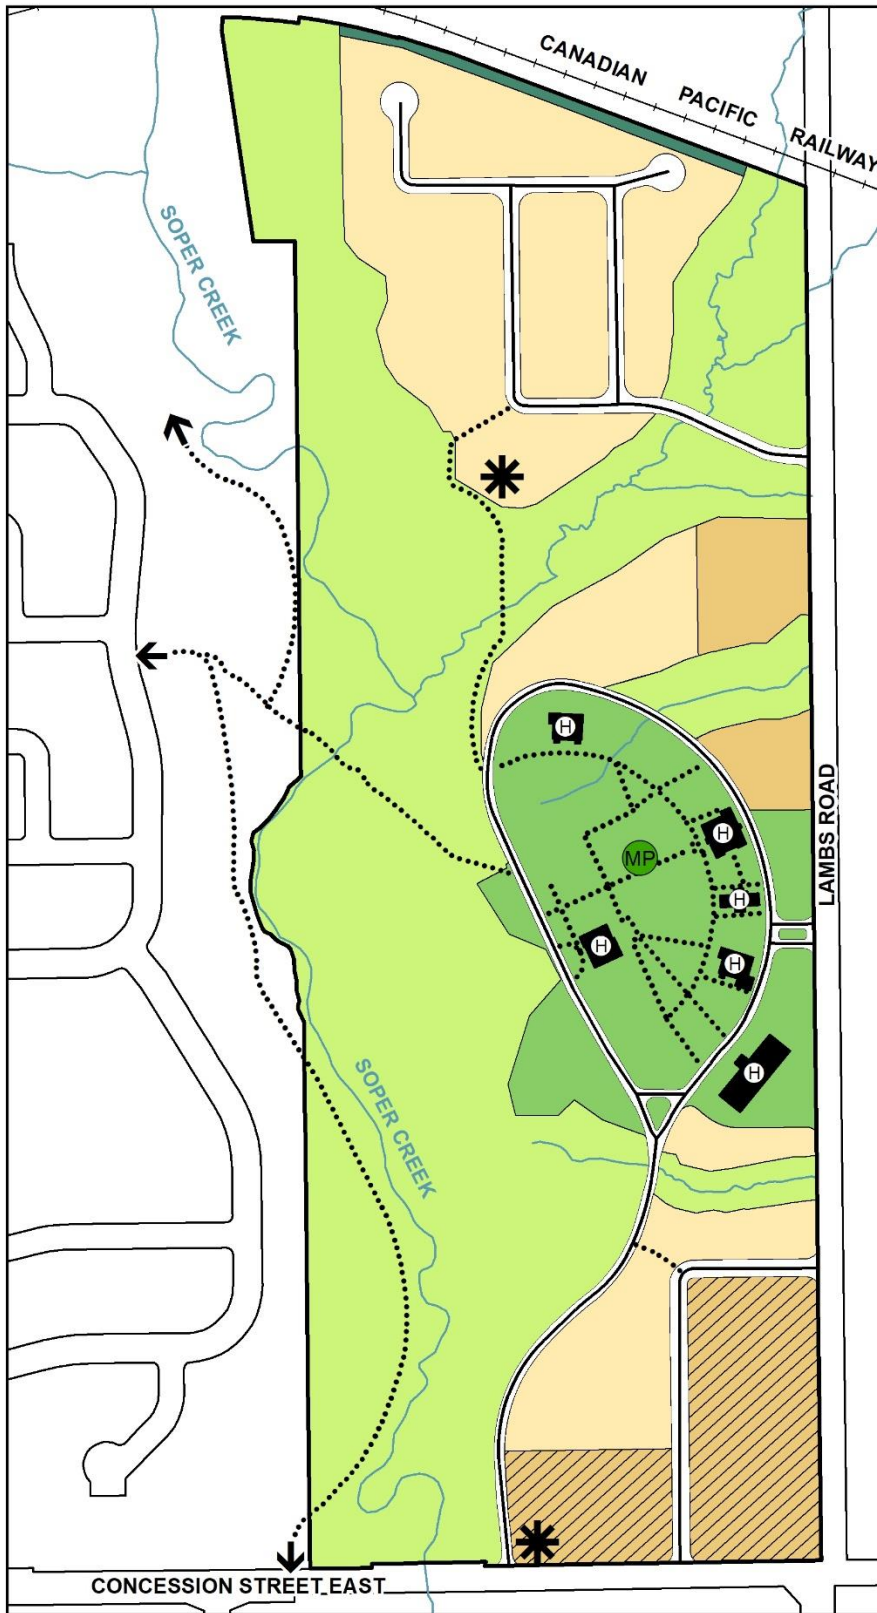 CANADIAN PACIFIC RAILWAY
SOPER CREEK
H
MP
H
H
H
H
H
LAMBS ROAD
SOPER CREEK
CONCESSION STREET EAST